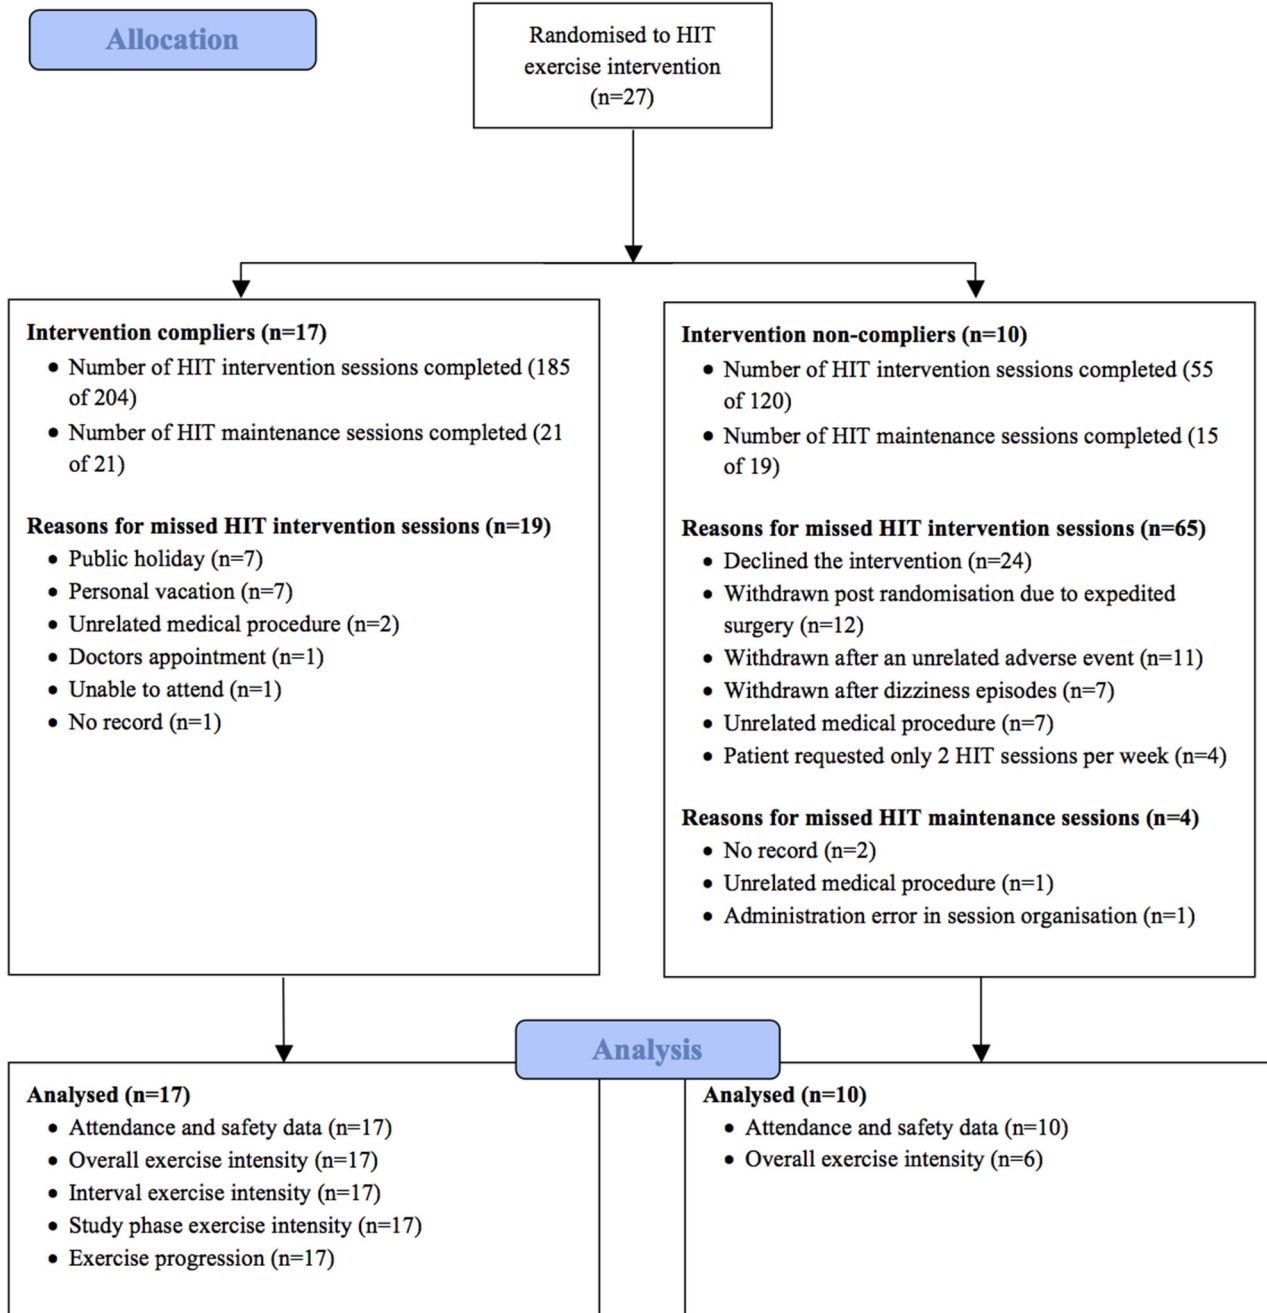 Allocation
Randomised to HIT
exercise intervention
(n=27)
Intervention compliers (n=17)
• Number of HIT intervention sessions completed (185
of 204)
• Number of HIT maintenance sessions completed (21
of 21)
Reasons for missed HIT intervention sessions (n=19)
• Public holiday (n=7)
• Personal vacation (n=7)
• Unrelated medical procedure (n=2)
• Doctors appointment (n=1)
• Unable to attend (n=1)
• No record (n=1)
Intervention non-compliers (n=10)
• Number of HIT intervention sessions completed (55
of 120)
• Number of HIT maintenance sessions completed (15
of 19)
Reasons for missed HIT intervention sessions (n=65)
• Declined the intervention (n=24)
• Withdrawn post randomisation due to expedited
surgery (n=12)
• Withdrawn after an unrelated adverse event (n=11)
• Withdrawn after dizziness episodes (n=7)
• Unrelated medical procedure (n=7)
• Patient requested only 2 HIT sessions per week (n=4)
Reasons for missed HIT maintenance sessions (n=4)
• No record (n=2)
• Unrelated medical procedure (n=1)
• Administration error in session organisation (n=1)
Analysis
Analysed (n=17)
• Attendance and safety data (n=17)
• Overall exercise intensity (n=17)
• Interval exercise intensity (n=17)
• Study phase exercise intensity (n=17)
• Exercise progression (n=17)
Analysed (n=10)
• Attendance and safety data (n=10)
• Overall exercise intensity (n=6)